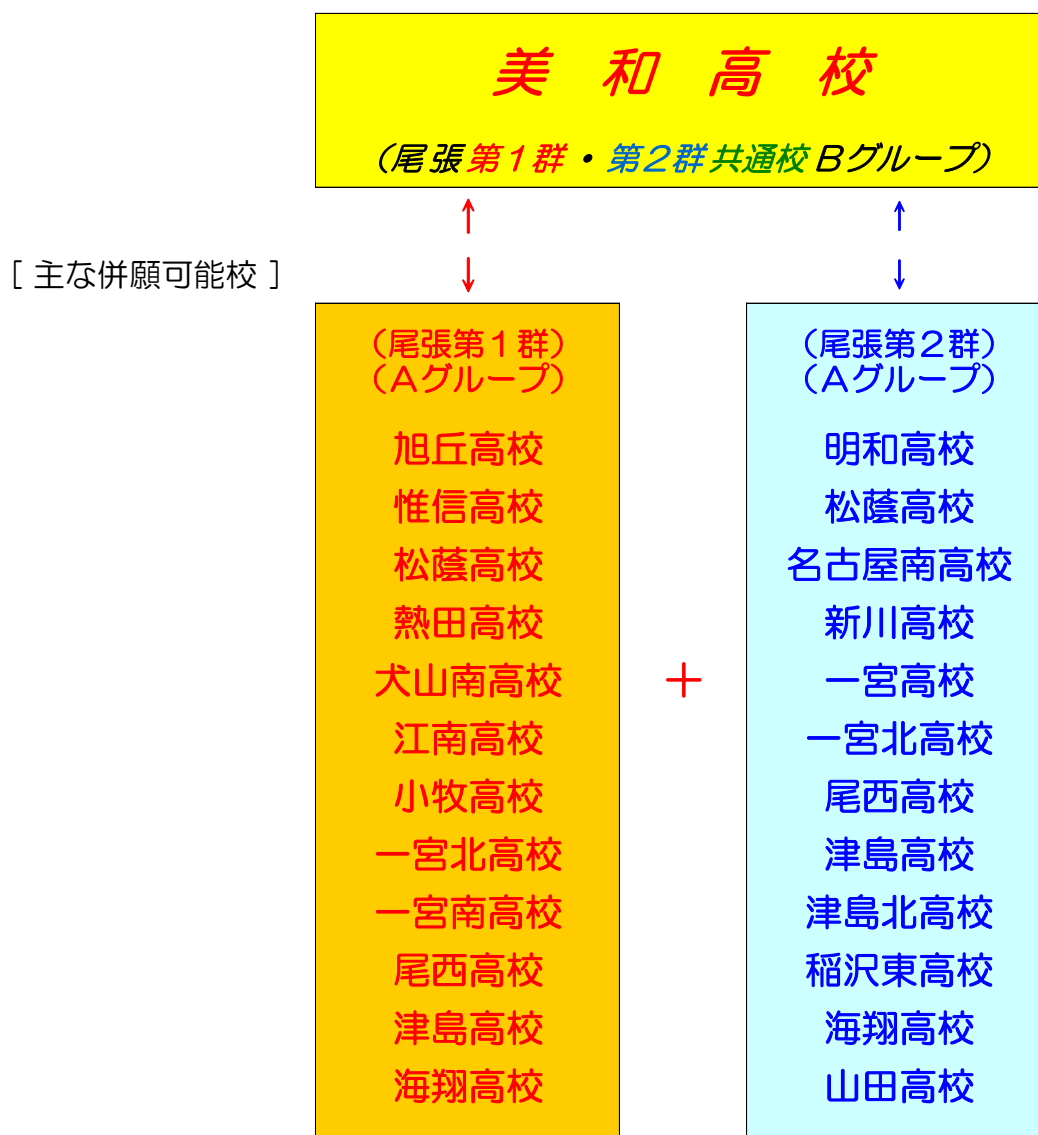 美 和 高 校
（尾張第１群・第２群共通校Ｂグループ）
[ 主な併願可能校 ]
（尾張第１群）
（Ａグループ）
旭丘高校
惟信高校
松蔭高校
熱田高校
犬山南高校
江南高校
小牧高校
一宮北高校
一宮南高校
尾西高校
津島高校
海翔高校
＋
（尾張第２群）
（Ａグループ）
明和高校
松蔭高校
名古屋南高校
新川高校
一宮高校
一宮北高校
尾西高校
津島高校
津島北高校
稲沢東高校
海翔高校
山田高校